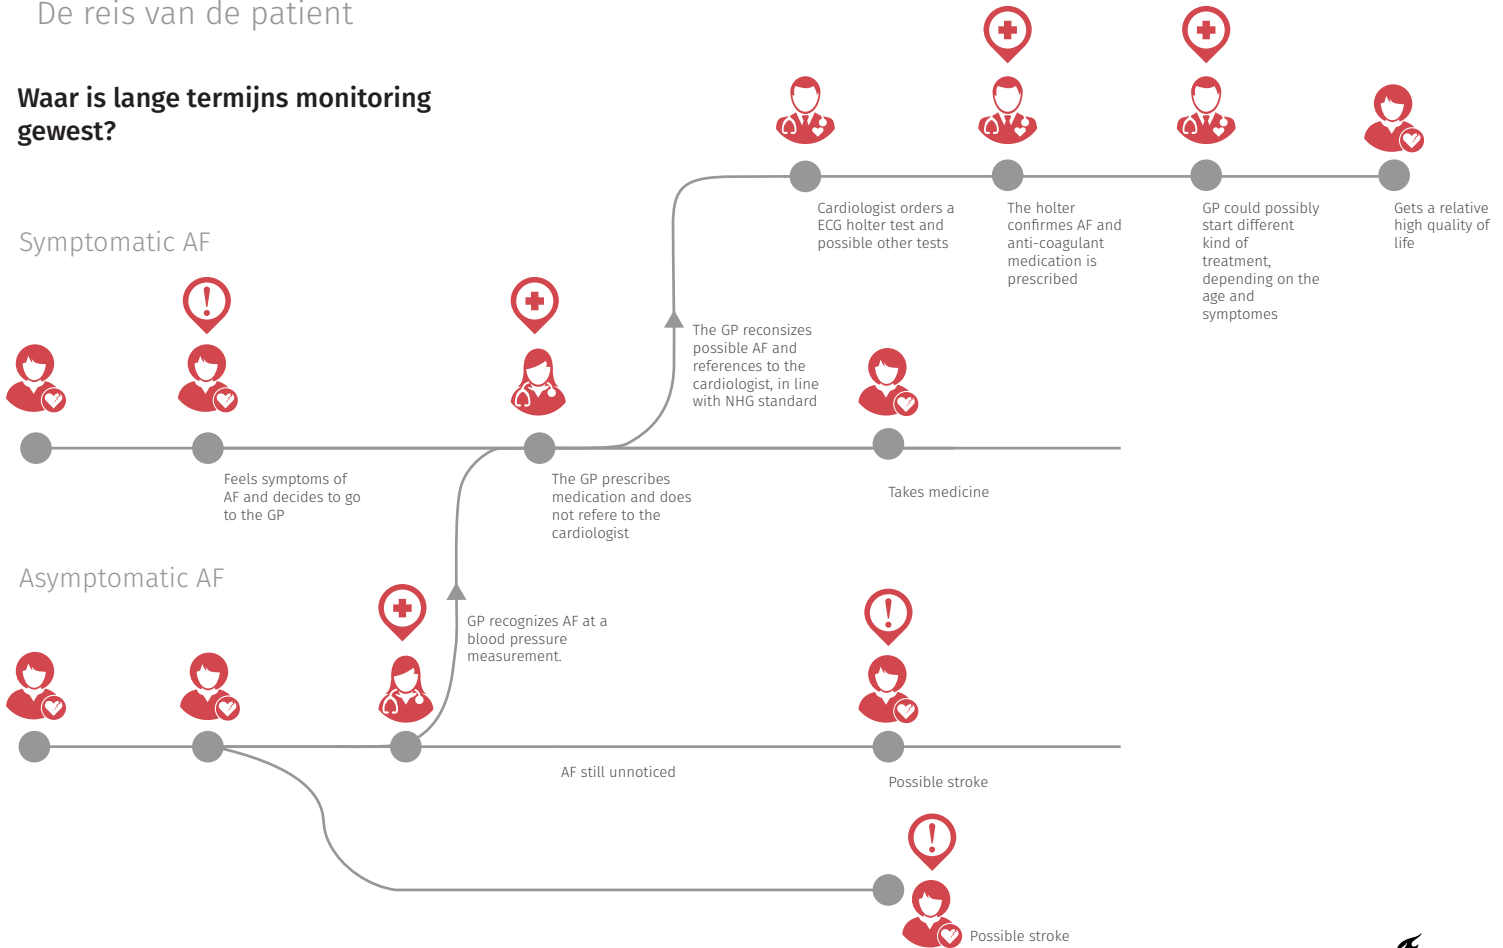 De reis van de patient
Waar is lange termijns monitoring
gewest?
Cardiologist orders a
ECG holter test and
possible other tests
The holter
confirmes AF and
anti-coagulant
medication is
prescribed
GP could possibly
start different
kind of
treatment,
depending on the
age and
symptomes
Gets a relative
high quality of
life
Symptomatic AF
The GP reconsizes
possible AF and
references to the
cardiologist, in line
with NHG standard
Feels symptoms of
AF and decides to go
to the GP
The GP prescribes
medication and does
not refere to the
cardiologist
Takes medicine
Asymptomatic AF
GP recognizes AF at a
blood pressure
measurement.
AF still unnoticed
Possible stroke
Possible stroke